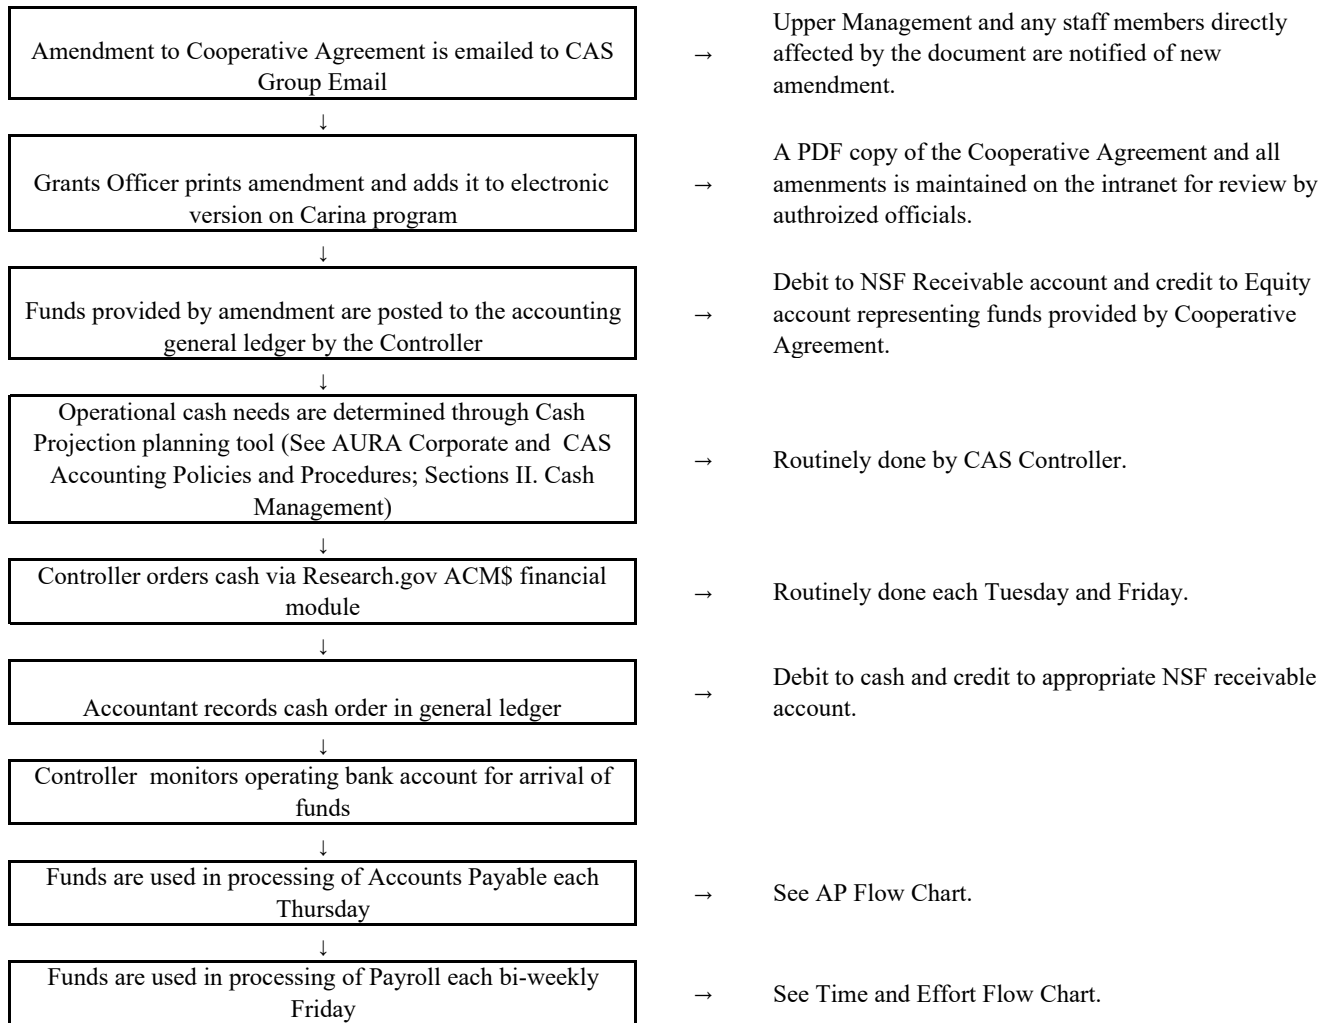 Amendment to Cooperative Agreement is emailed to CAS
Group Email
→
Upper Management and any staff members directly
affected by the document are notified of new
amendment.
↓
Grants Officer prints amendment and adds it to electronic
version on Carina program
→
A PDF copy of the Cooperative Agreement and all
amenments is maintained on the intranet for review by
authroized officials.
↓
Funds provided by amendment are posted to the accounting
general ledger by the Controller
→
Debit to NSF Receivable account and credit to Equity
account representing funds provided by Cooperative
Agreement.
↓
Operational cash needs are determined through Cash
Projection planning tool (See AURA Corporate and  CAS
Accounting Policies and Procedures; Sections II. Cash
Management)
→
Routinely done by CAS Controller.
↓
Controller orders cash via Research.gov ACM$ financial
module
→
Routinely done each Tuesday and Friday.
↓
Accountant records cash order in general ledger
→
Debit to cash and credit to appropriate NSF receivable
account.
↓
Controller  monitors operating bank account for arrival of
funds
↓
Funds are used in processing of Accounts Payable each
Thursday
→
See AP Flow Chart.
↓
Funds are used in processing of Payroll each bi-weekly
Friday
→
See Time and Effort Flow Chart.